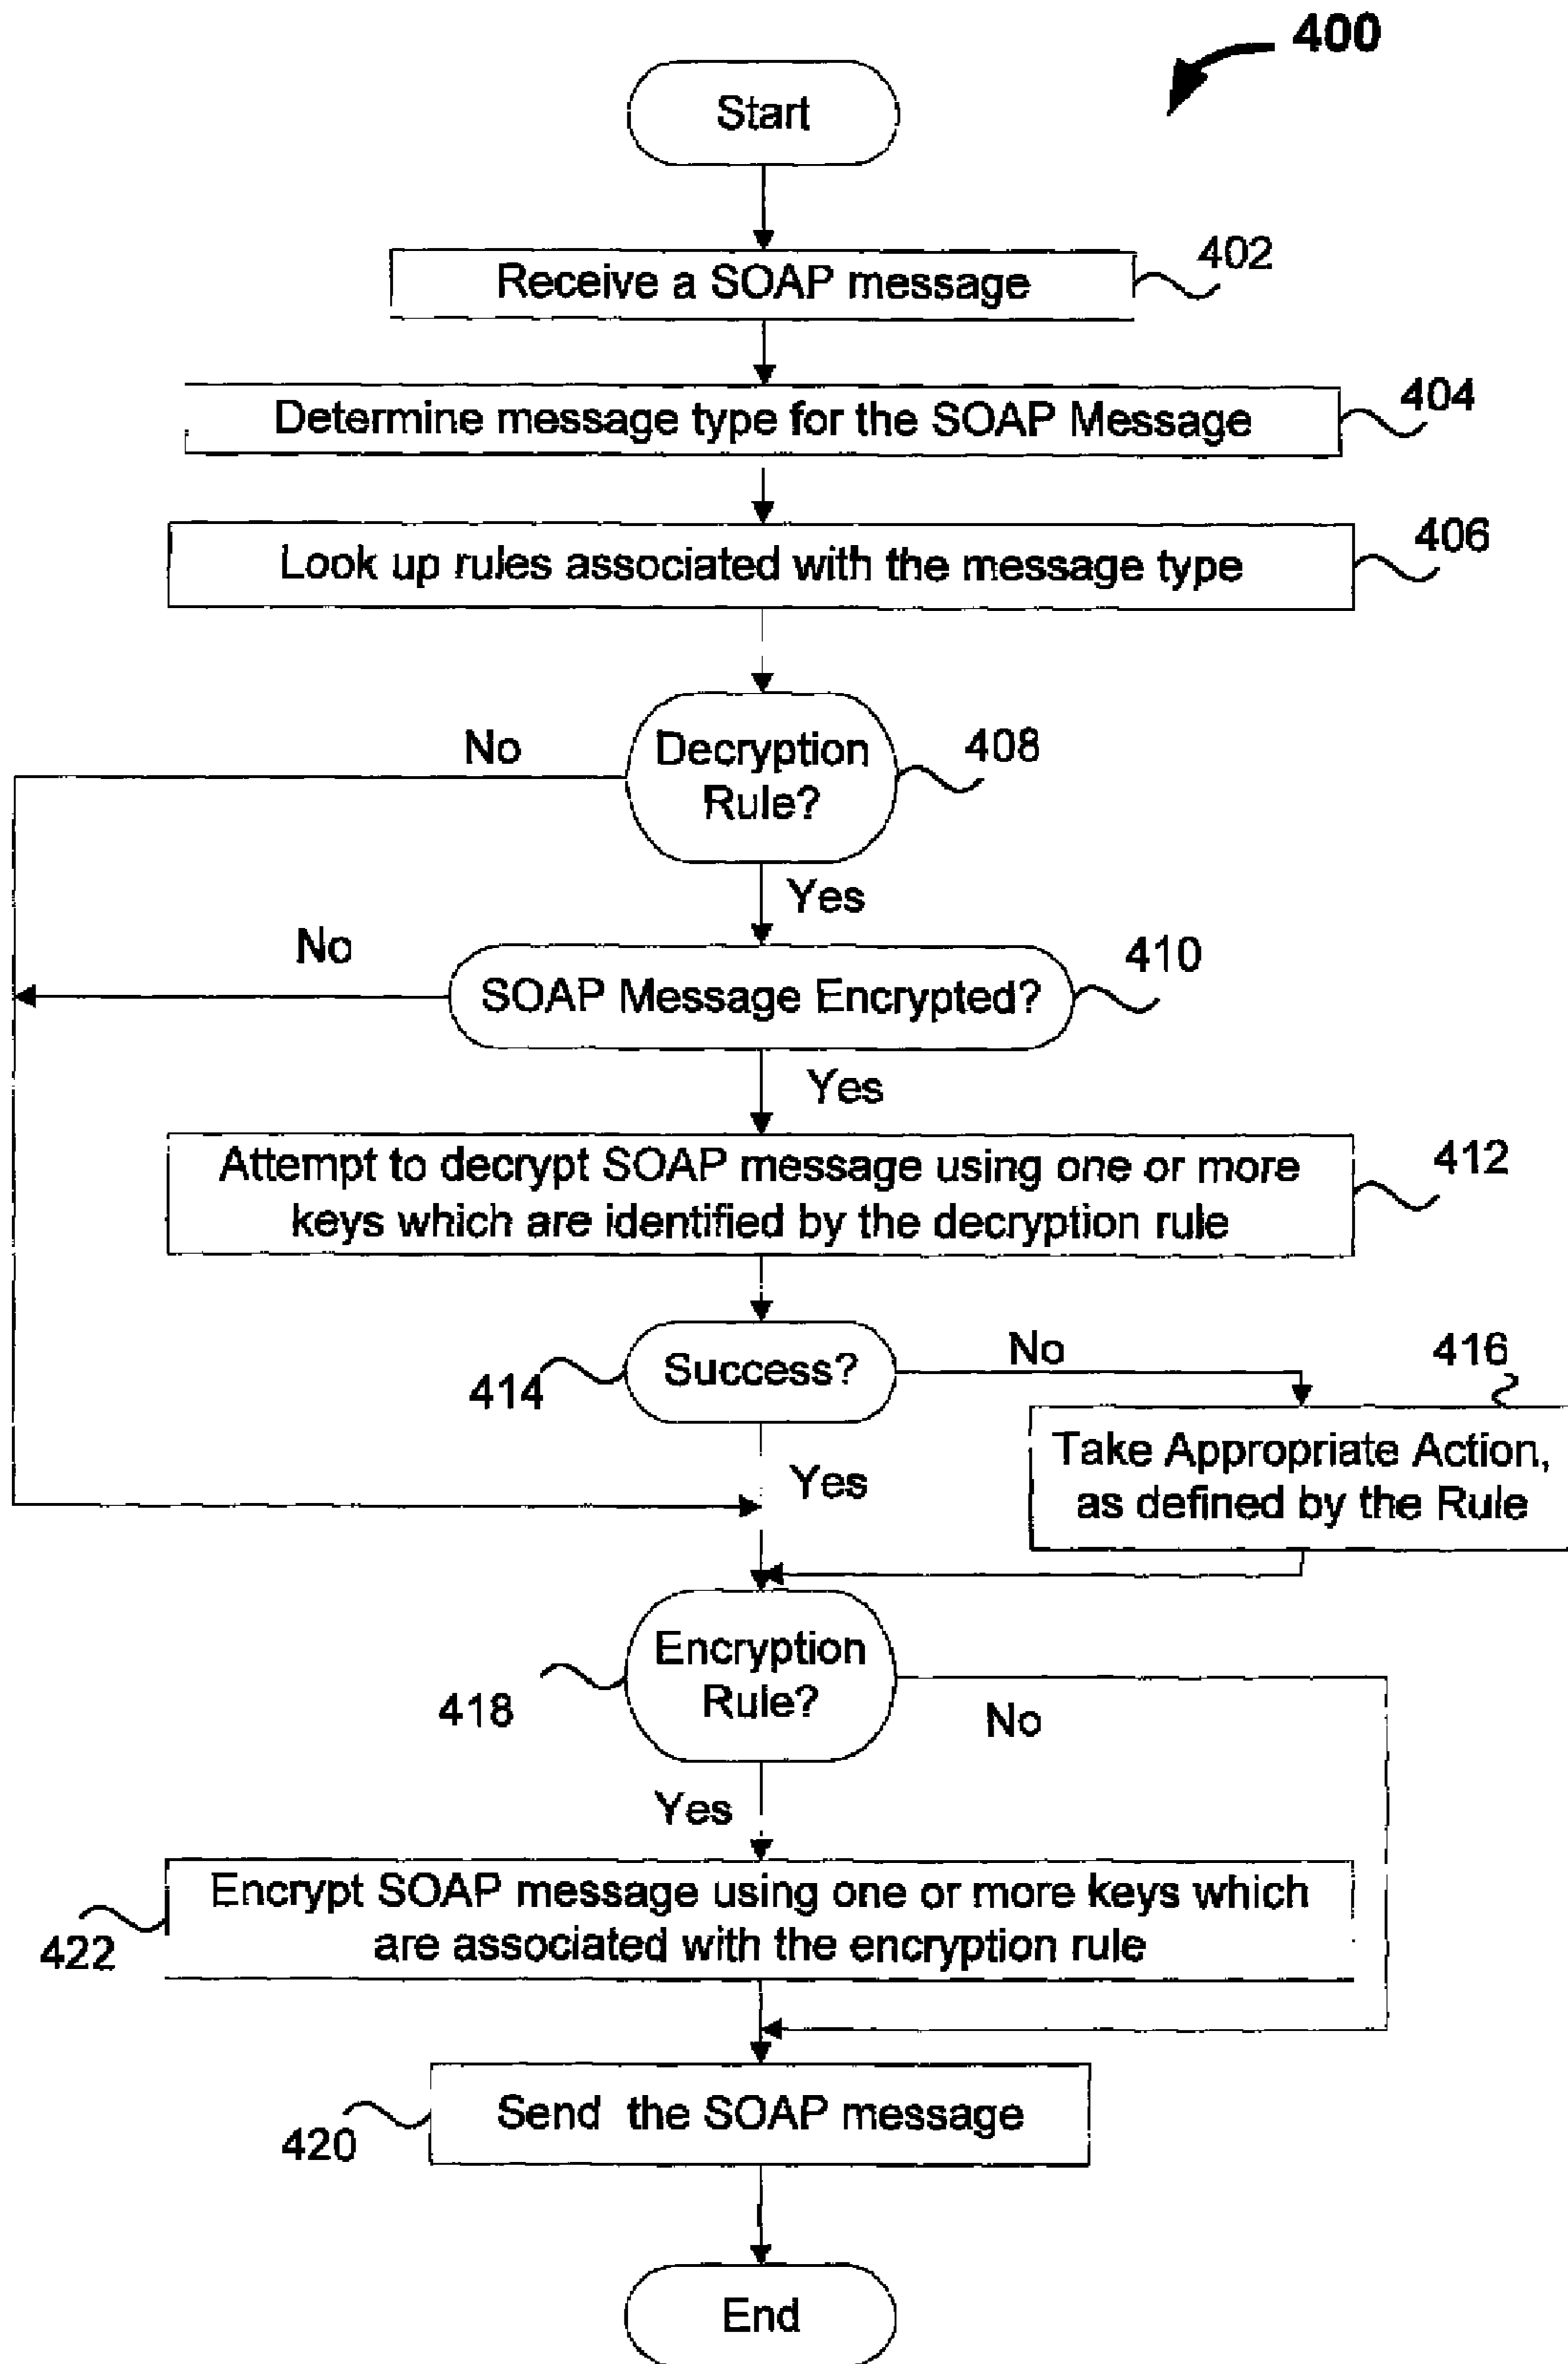 400
Start
Receive a SOAP message
402
Determine message type for the SOAP Message
404
Look up rules associated with the message type
406
Decryption
Rule?
408
No
Yes
SOAP Message Encrypted?
410
No
Yes
Attempt to decrypt SOAP message using one or more
keys which are identified by the decryption rule
412
Success?
414
No
Yes
416
Take Appropriate Action,
as defined by the Rule
Encryption
Rule?
418
No
Yes
Encrypt SOAP message using one or more keys which
are associated with the encryption rule
422
Send the SOAP message
420
End